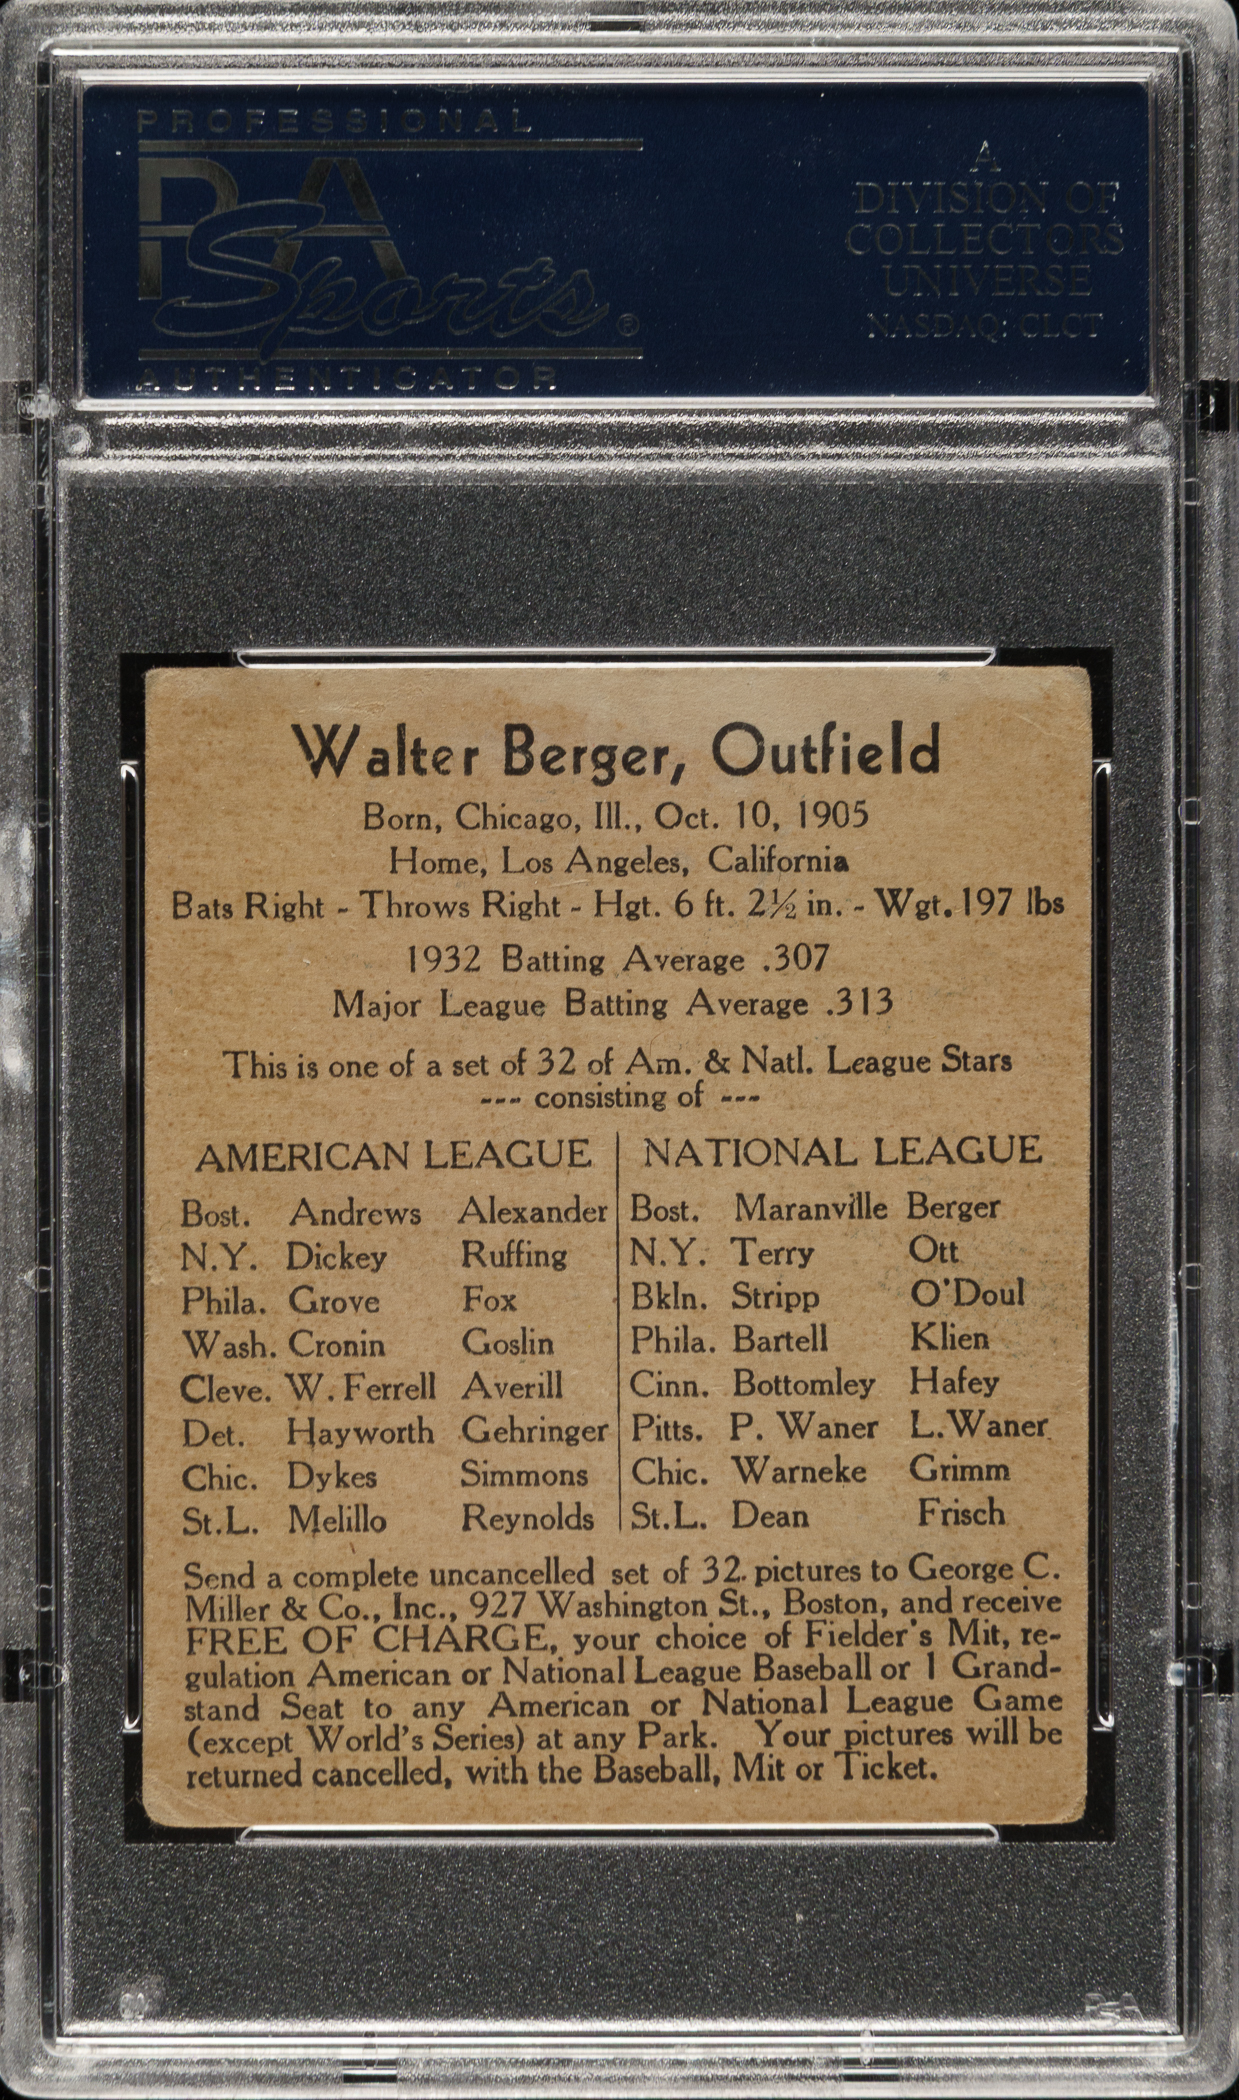 PROFESSIONAL
PSA
Sports ®
AUTHENTICATOR
A
DIVISION OF
COLLECTORS
UNIVERSE
NASDAQ: CLCT
Walter Berger, Outfield
Born, Chicago, Ill., Oct. 10, 1905
Home, Los Angeles, California
Bats Right - Throws Right - Hgt. 6 ft. 2½ in. - Wgt. 197 lbs
1932 Batting Average .307
Major League Batting Average .313
This is one of a set of 32 of Am. & Natl. League Stars
--- consisting of ---
AMERICAN LEAGUE | NATIONAL LEAGUE
Bost. Andrews Alexander | Bost. Maranville Berger
N.Y. Dickey Ruffing | N.Y. Terry Ott
Phila. Grove Fox | Bkln. Stripp O'Doul
Wash. Cronin Goslin | Phila. Bartell Klien
Cleve. W. Ferrell Averill | Cinn. Bottomley Hafey
Det. Hayworth Gehringer | Pitts. P. Waner L. Waner
Chic. Dykes Simmons | Chic. Warneke Grimm
St.L. Melillo Reynolds | St.L. Dean Frisch
Send a complete uncancelled set of 32. pictures to George C.
Miller & Co., Inc., 927 Washington St., Boston, and receive
FREE OF CHARGE, your choice of Fielder's Mit, re-
gulation American or National League Baseball or 1 Grand-
stand Seat to any American or National League Game
(except World's Series) at any Park. Your pictures will be
returned cancelled, with the Baseball, Mit or Ticket.
PSA